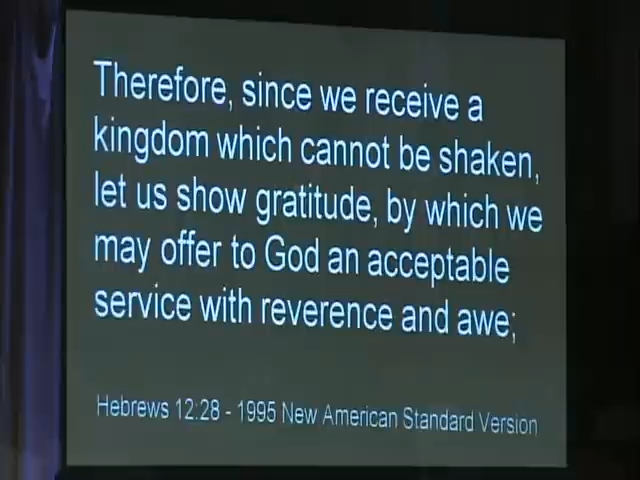 Therefore, since we receive a
kingdom which cannot be shaken,
let us show gratitude, by which we
may offer to God an acceptable
service with reverence and awe;
Hebrews 12:28 - 1995 New American Standard Version